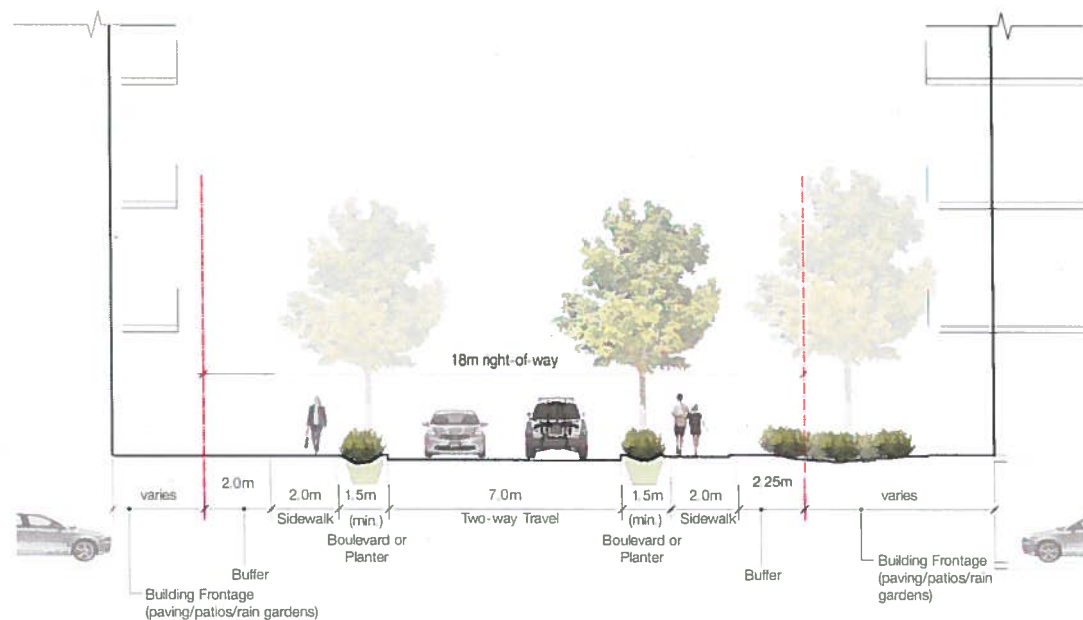 18m right-of-way
varies
2.0m
2.0m
1.5m
7.0m
1.5m
2.0m
2.25m
varies
Sidewalk
(min.)
Two-way Travel
(min.)
Sidewalk
Boulevard or
Planter
Boulevard or
Planter
Buffer
Buffer
Building Frontage
(paving/patios/rain gardens)
Building Frontage
(paving/patios/rain
gardens)